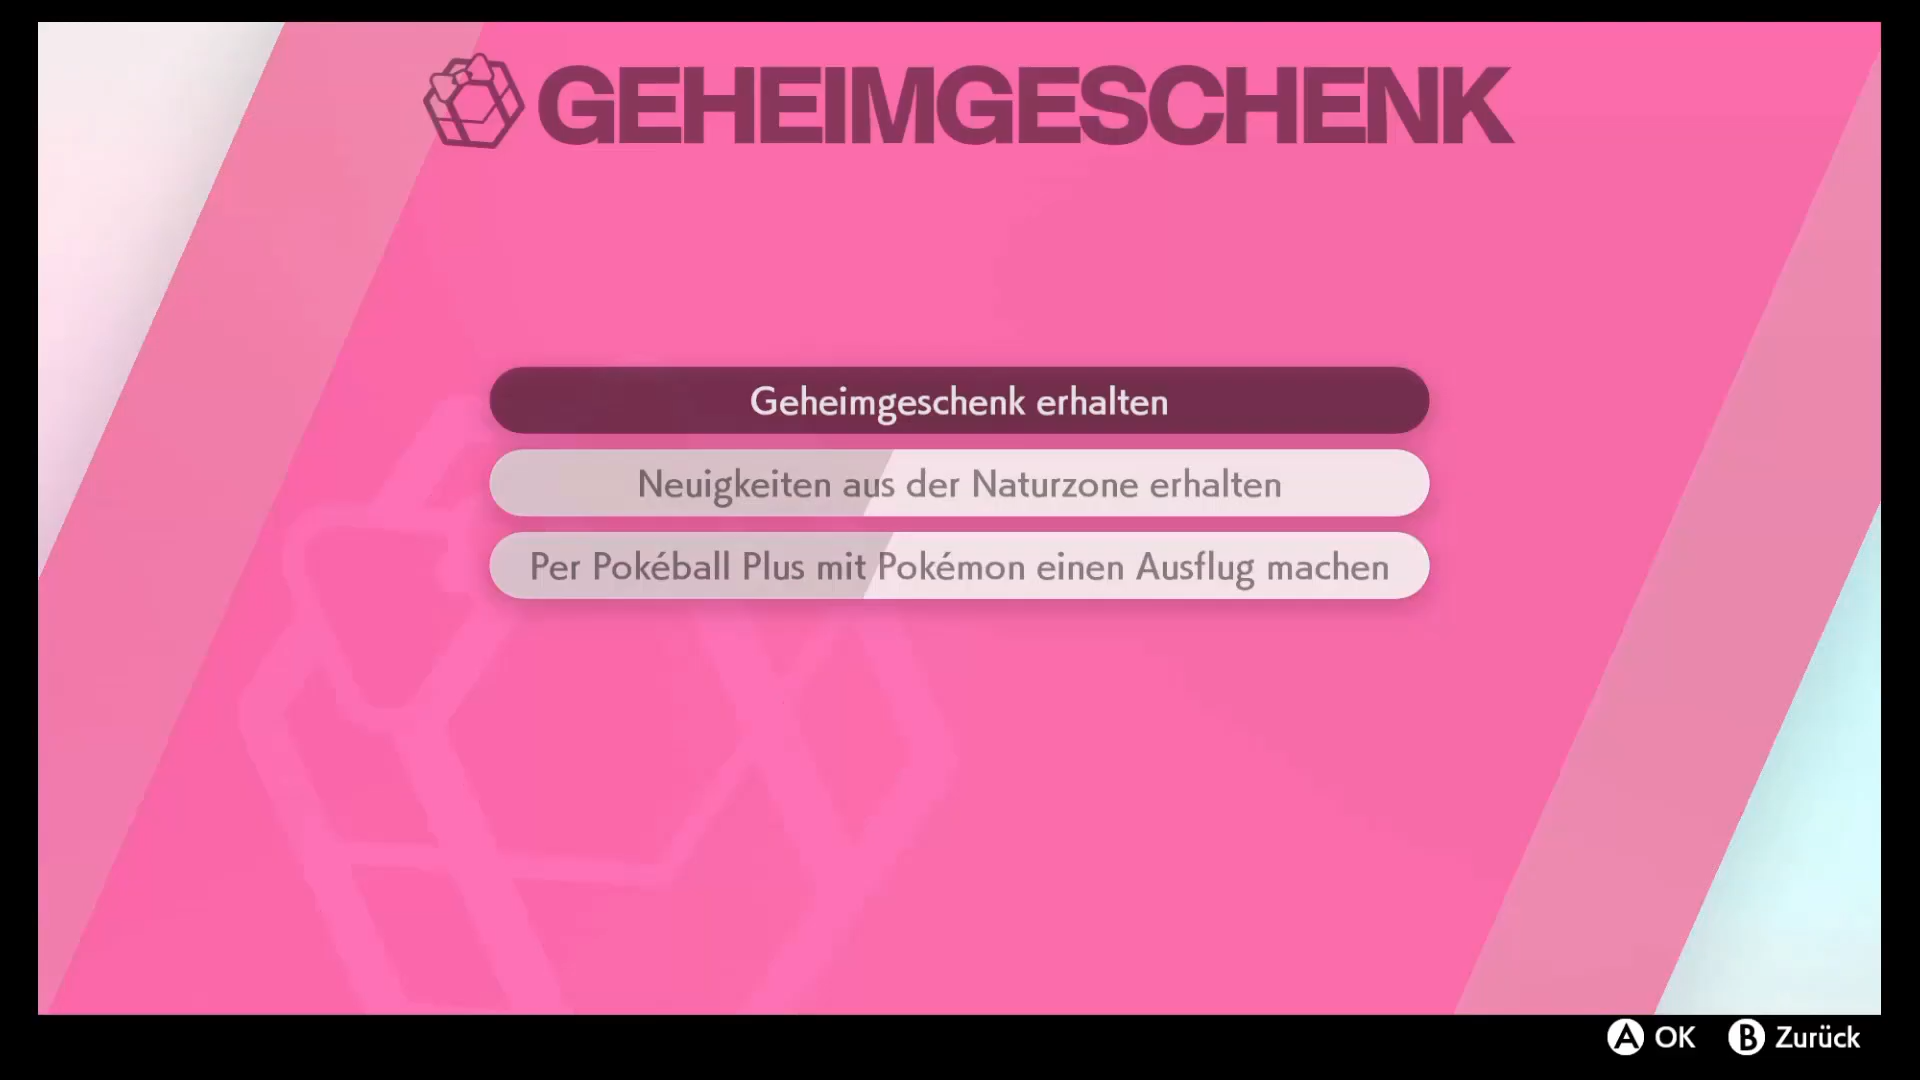 GEHEIMGESCHENK
Geheimgeschenk erhalten
Neuigkeiten aus der Naturzone erhalten
Per Pokéball Plus mit Pokémon einen Ausflug machen
A OK B Zurück